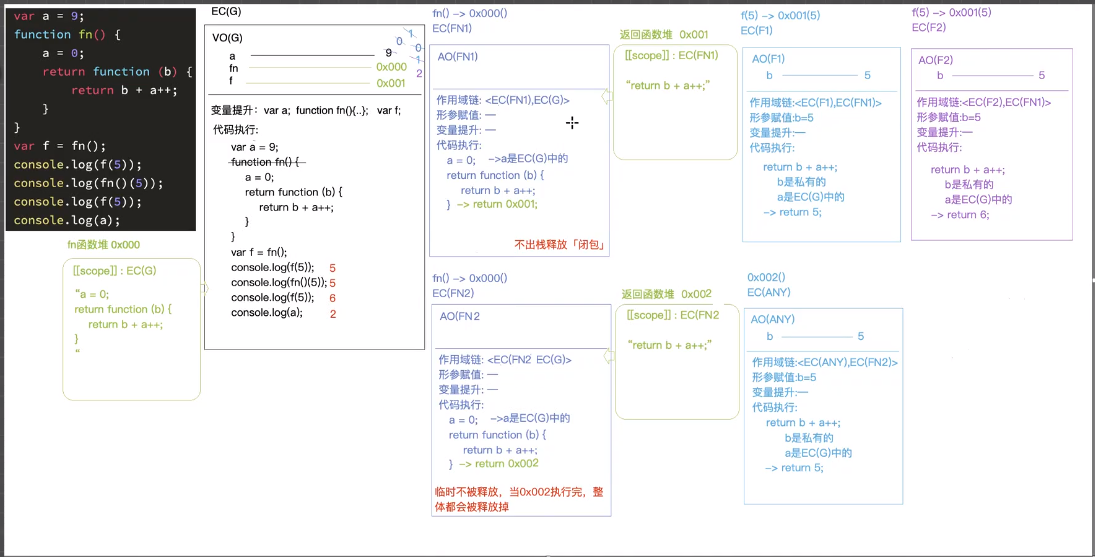 var a = 9;
function fn() {
a = 0;
return function (b) {
return b + a++;
}
}
var f = fn();
console.log(f(5));
console.log(fn()(5));
console.log(f(5));
console.log(a);
fn函数堆 0x000
[[scope]] : EC(G)
“a = 0;
return function (b) {
return b + a++;
}
“
EC(G)
VO(G)
a 9
fn 0x000
f 0x001
0 1
0
1
2
变量提升：var a; function fn(){..}; var f;
代码执行:
var a = 9;
function fn() {
a = 0;
return function (b) {
return b + a++;
}
}
var f = fn();
console.log(f(5)); 5
console.log(fn()(5)); 5
console.log(f(5)); 6
console.log(a); 2
fn() -> 0x000()
EC(FN1)
AO(FN1)
作用域链: <EC(FN1),EC(G)>
形参赋值: —
变量提升: —
代码执行:
a = 0; ->a是EC(G)中的
return function (b) {
return b + a++;
} -> return 0x001;
不出栈释放「闭包」
返回函数堆 0x001
[[scope]] : EC(FN1)
“return b + a++;”
f(5) -> 0x001(5)
EC(F1)
AO(F1)
b 5
作用域链:<EC(F1),EC(FN1)>
形参赋值:b=5
变量提升:—
代码执行:
return b + a++;
b是私有的
a是EC(G)中的
-> return 5;
f(5) -> 0x001(5)
EC(F2)
AO(F2)
b 5
作用域链:<EC(F2),EC(FN1)>
形参赋值:b=5
变量提升:—
代码执行:
return b + a++;
b是私有的
a是EC(G)中的
-> return 6;
fn() -> 0x000()
EC(FN2)
AO(FN2
作用域链: <EC(FN2 EC(G)>
形参赋值: —
变量提升: —
代码执行:
a = 0; ->a是EC(G)中的
return function (b) {
return b + a++;
} -> return 0x002
临时不被释放，当0x002执行完，整
体都会被释放掉
返回函数堆 0x002
[[scope]] : EC(FN2
“return b + a++;”
0x002()
EC(ANY)
AO(ANY)
b 5
作用域链:<EC(ANY),EC(FN2)>
形参赋值:b=5
变量提升:—
代码执行:
return b + a++;
b是私有的
a是EC(G)中的
-> return 5;